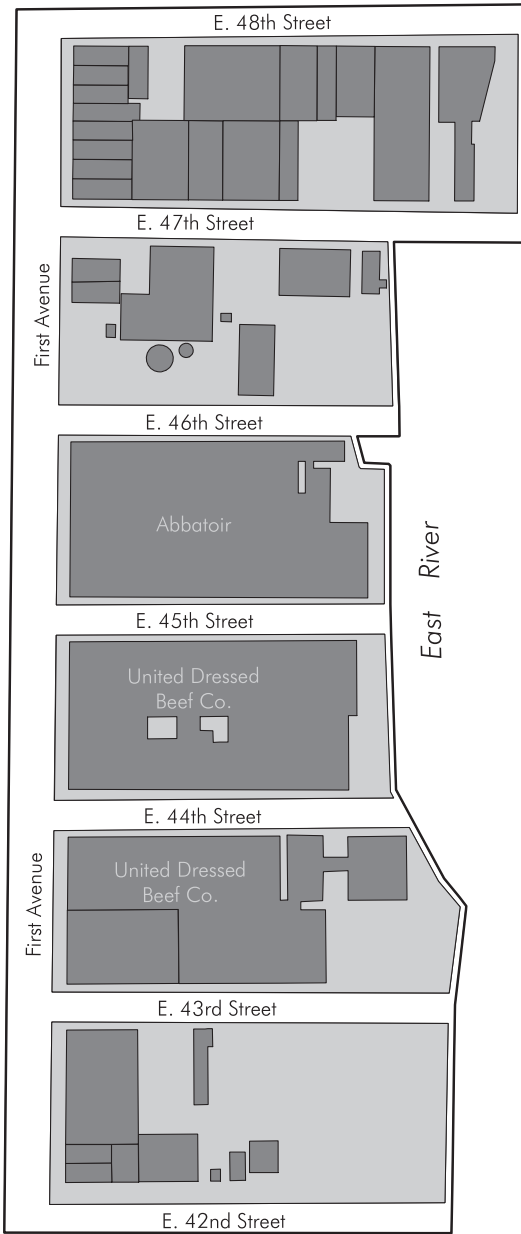 E. 48th Street
E. 47th Street
First Avenue
E. 46th Street
Abbatoir
East River
E. 45th Street
United Dressed
Beef Co.
E. 44th Street
United Dressed
Beef Co.
First Avenue
E. 43rd Street
E. 42nd Street